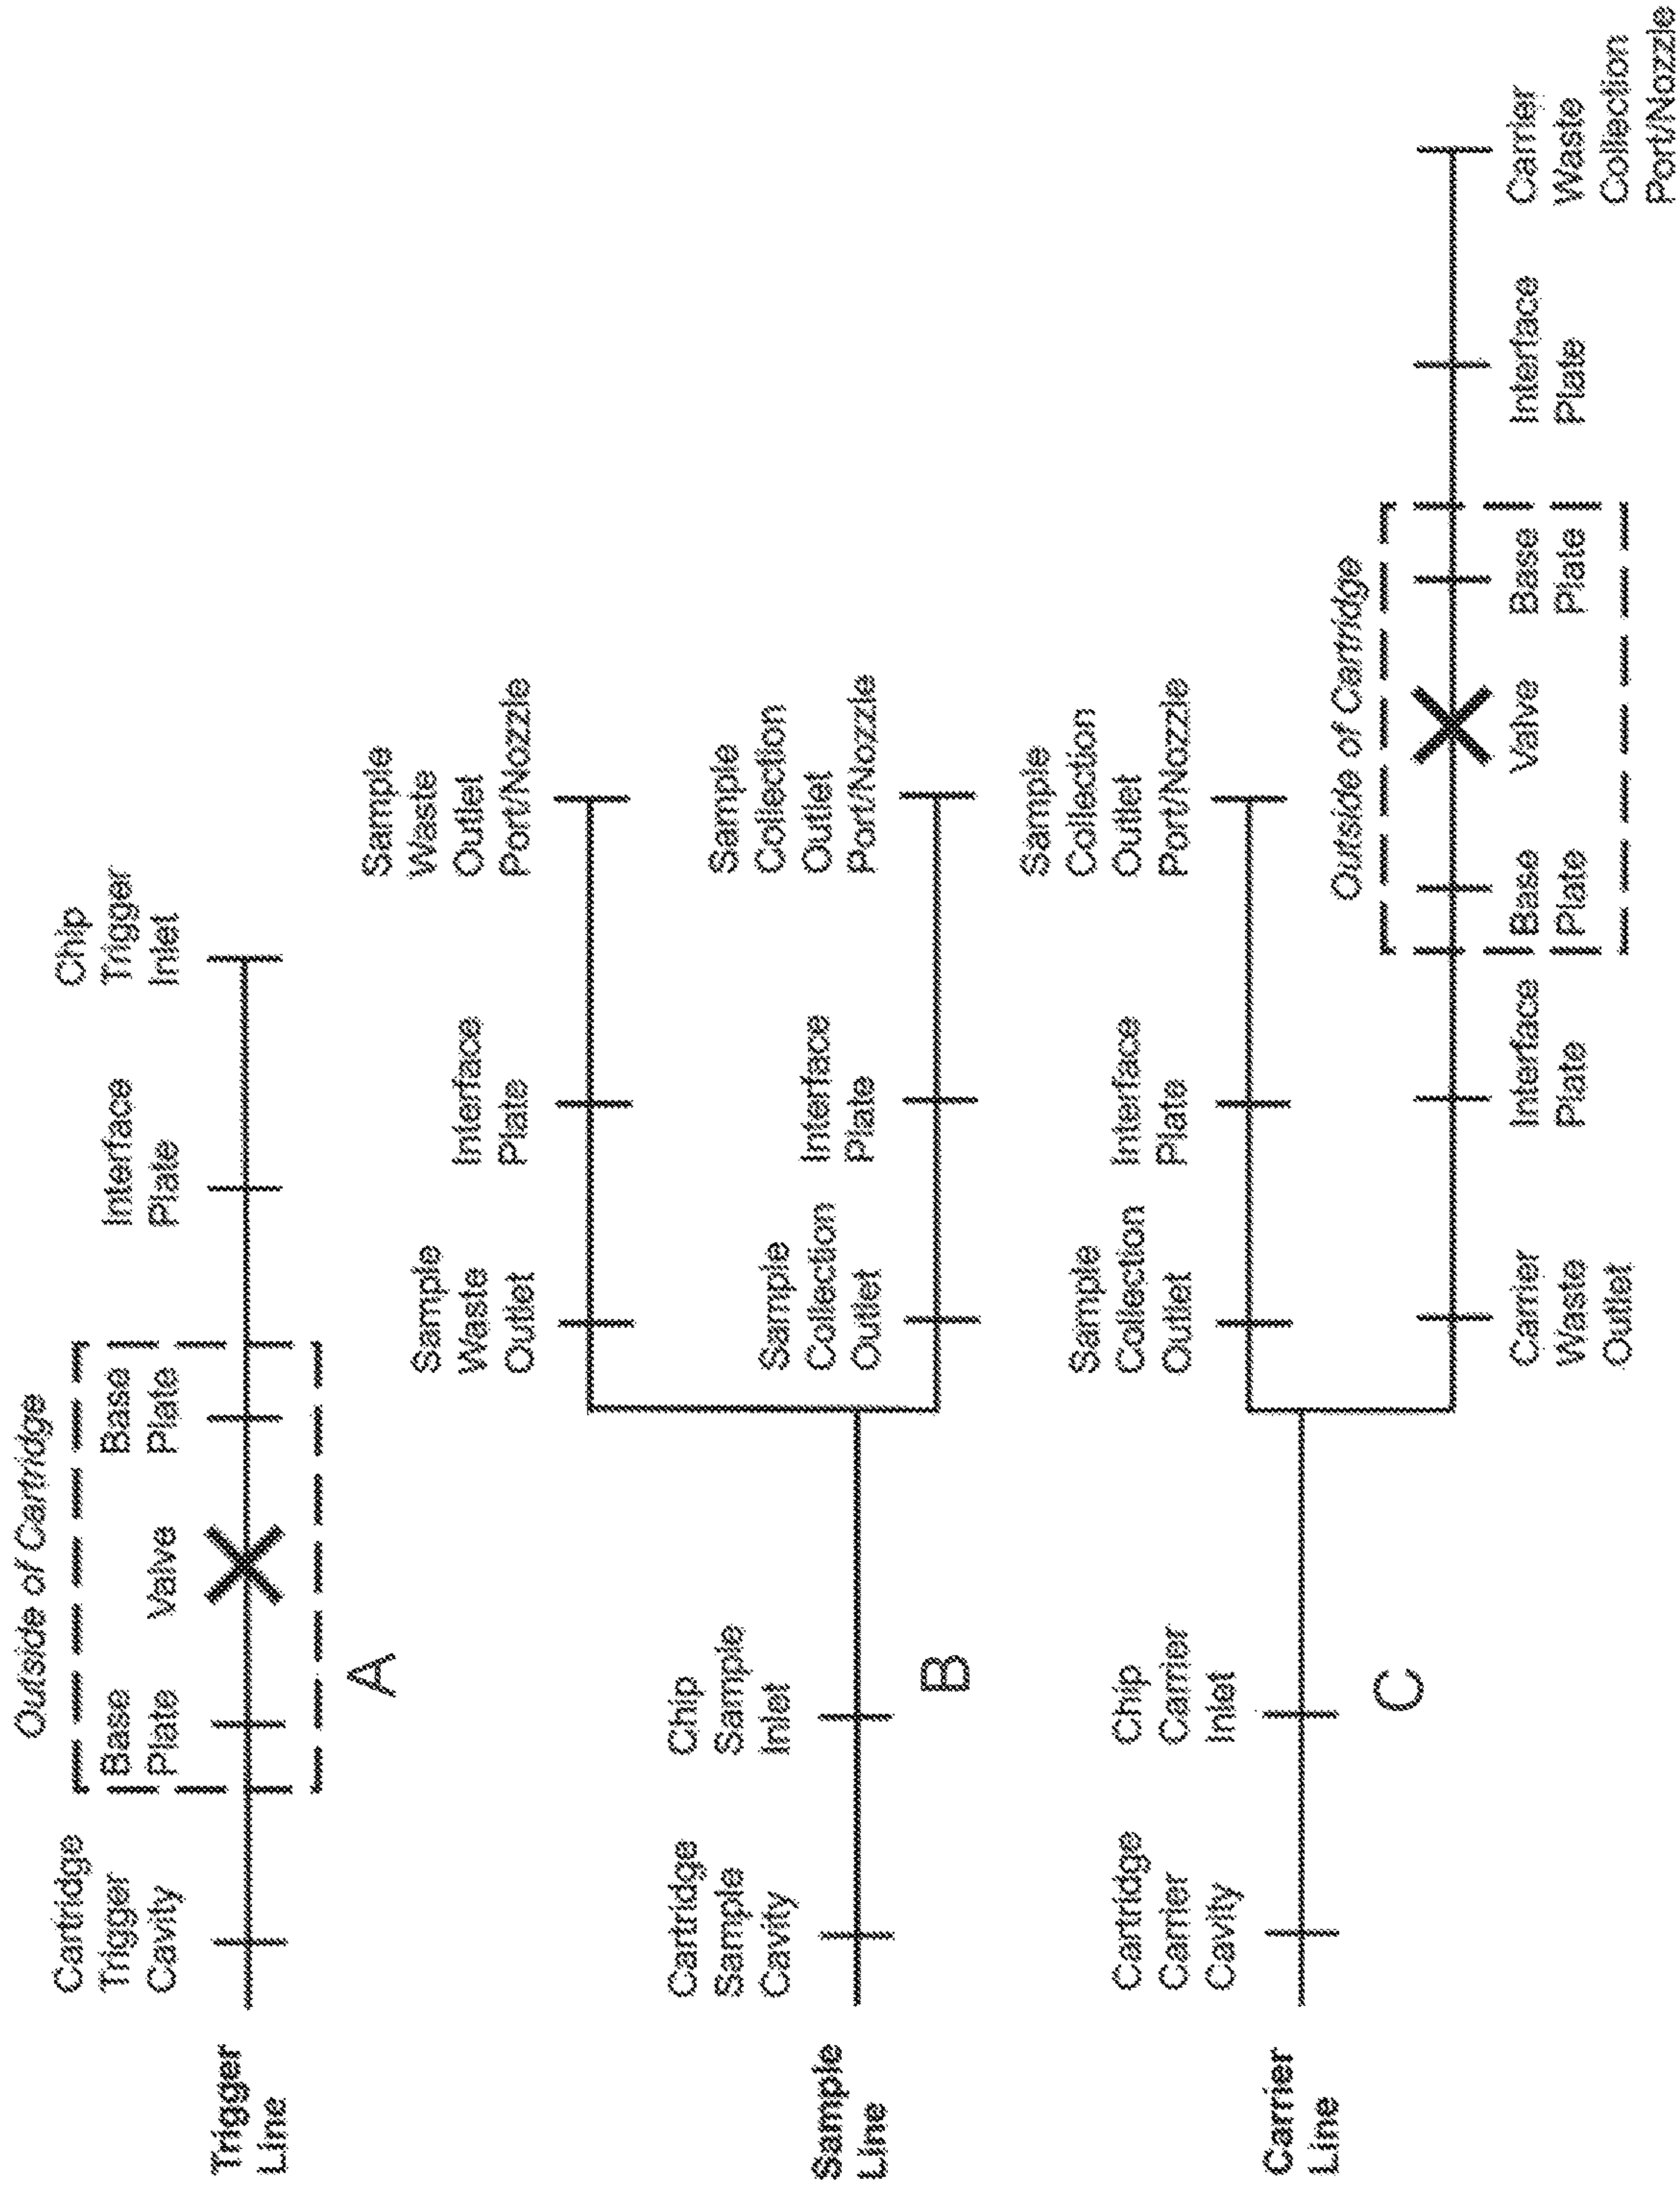 Outside of Cartridge
Cartridge
Trigger
Cavity
Base
Plate
Valve
Base
Plate
Interface
Plate
Chip
Trigger
Inlet
Trigger
Line
A
Sample
Waste
Outlet
Interface
Plate
Sample
Waste
Outlet
Port/Nozzle
Cartridge
Sample
Cavity
Chip
Sample
Inlet
Sample
Collection
Outlet
Interface
Plate
Sample
Collection
Outlet
Port/Nozzle
Sample
Line
B
Cartridge
Carrier
Cavity
Chip
Carrier
Inlet
Sample
Collection
Outlet
Interface
Plate
Sample
Collection
Outlet
Port/Nozzle
Carrier
Line
C
Outside of Cartridge
Carrier
Waste
Outlet
Interface
Plate
Base
Plate
Valve
Base
Plate
Interface
Plate
Carrier
Waste
Collection
Port/Nozzle